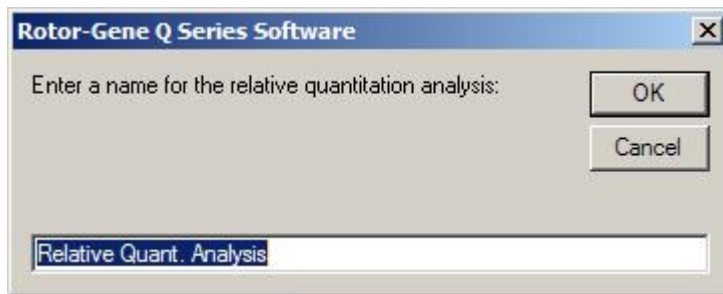 Rotor-Gene Q Series Software
Enter a name for the relative quantitation analysis:
OK
Cancel
Relative Quant. Analysis